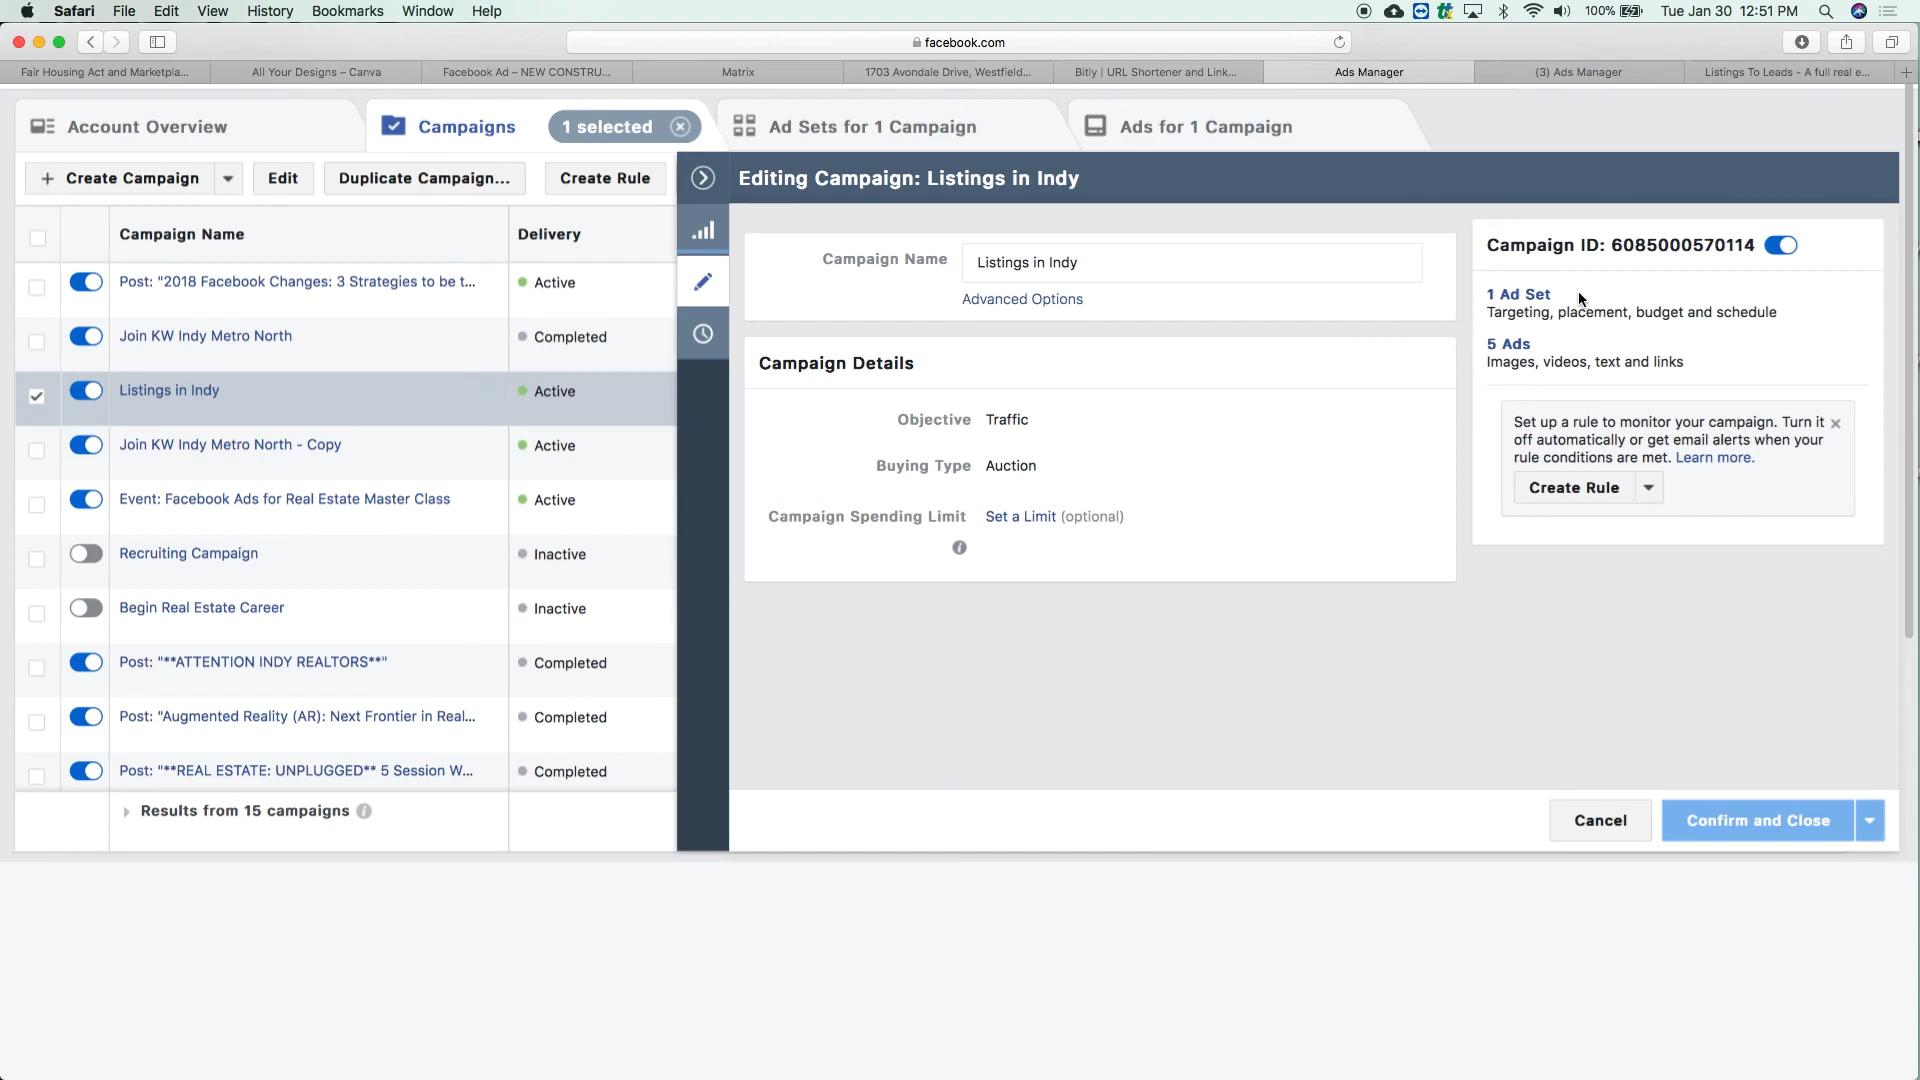 Safari File Edit View History Bookmarks Window Help 100% Tue Jan 30 12:51 PM
facebook.com
Fair Housing Act and Marketpla... All Your Designs – Canva Facebook Ad – NEW CONSTRU... Matrix 1703 Avondale Drive, Westfield... Bitly | URL Shortener and Link... Ads Manager (3) Ads Manager Listings To Leads - A full real e...
Account Overview Campaigns 1 selected Ad Sets for 1 Campaign Ads for 1 Campaign
+ Create Campaign Edit Duplicate Campaign... Create Rule
Campaign Name Delivery
Post: "2018 Facebook Changes: 3 Strategies to be t... Active
Join KW Indy Metro North Completed
Listings in Indy Active
Join KW Indy Metro North - Copy Active
Event: Facebook Ads for Real Estate Master Class Active
Recruiting Campaign Inactive
Begin Real Estate Career Inactive
Post: "**ATTENTION INDY REALTORS**" Completed
Post: "Augmented Reality (AR): Next Frontier in Real... Completed
Post: "**REAL ESTATE: UNPLUGGED** 5 Session W... Completed
Results from 15 campaigns
Editing Campaign: Listings in Indy
Campaign Name Listings in Indy
Advanced Options
Campaign Details
Objective Traffic
Buying Type Auction
Campaign Spending Limit Set a Limit (optional)
Campaign ID: 6085000570114
1 Ad Set
Targeting, placement, budget and schedule
5 Ads
Images, videos, text and links
Set up a rule to monitor your campaign. Turn it
off automatically or get email alerts when your
rule conditions are met. Learn more.
Create Rule
Cancel Confirm and Close